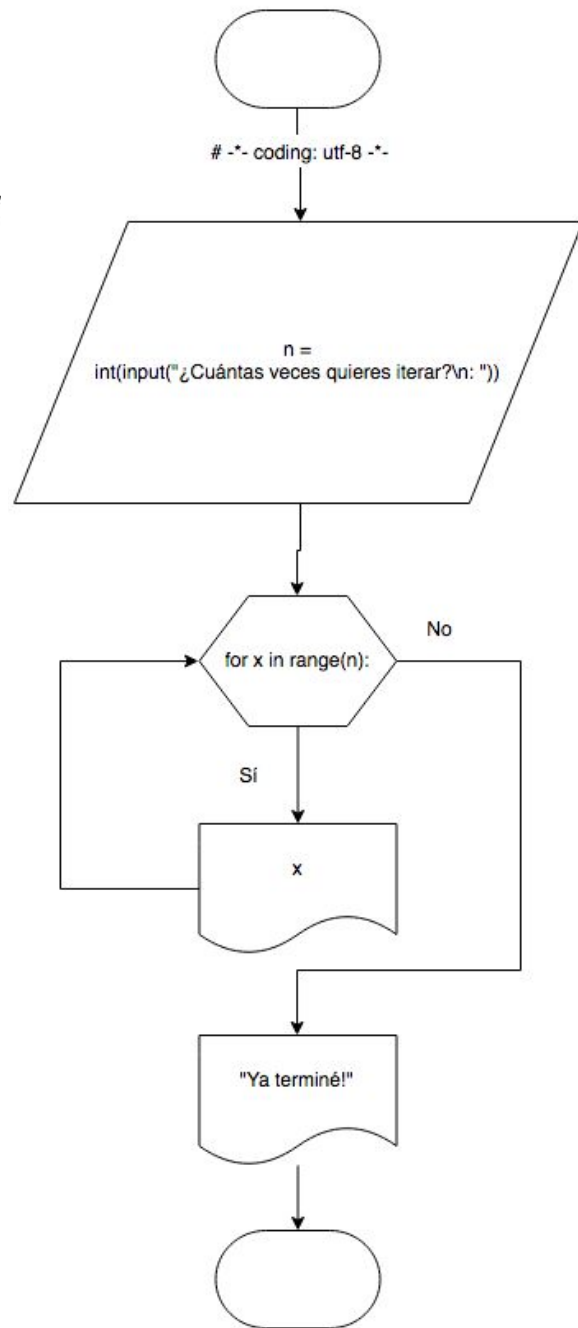 # -*- coding: utf-8 -*-
n =
int(input("¿Cuántas veces quieres iterar?\n: "))
for x in range(n):
No
Sí
x
"Ya terminé!"